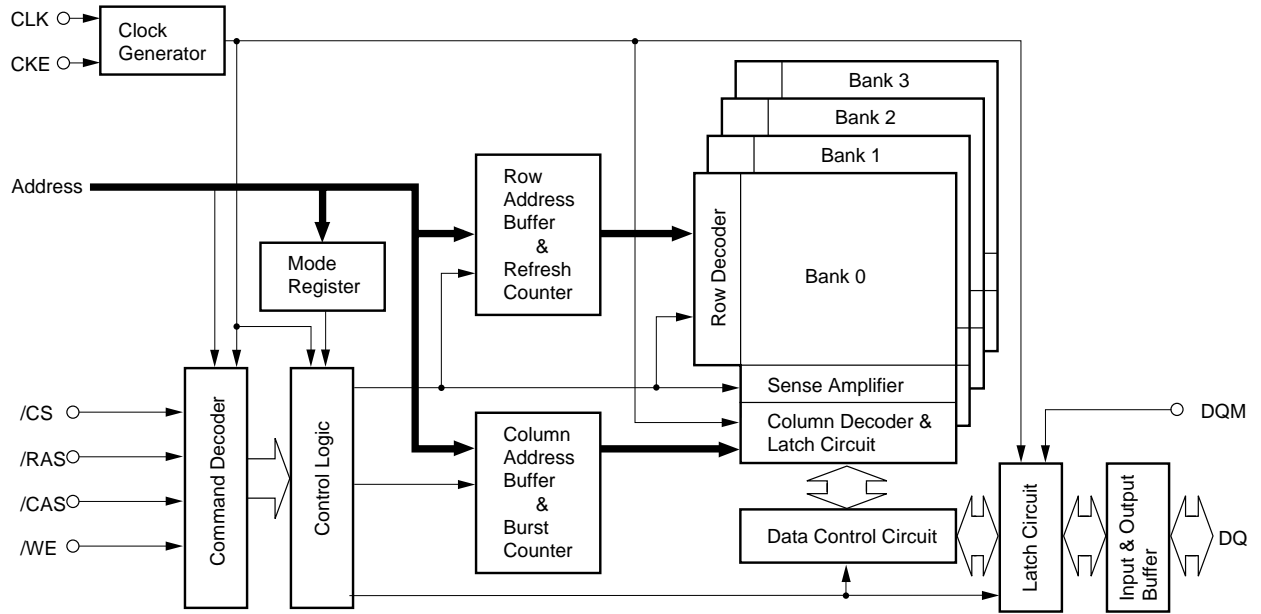 CLK
CKE
Clock
Generator
Bank 3
Bank 2
Bank 1
Address
Row
Address
Buffer
&
Refresh
Counter
Row Decoder
Bank 0
Mode
Register
Sense Amplifier
Column Decoder &
Latch Circuit
/CS
/RAS
/CAS
/WE
Command Decoder
Control Logic
Column
Address
Buffer
&
Burst
Counter
DQM
Data Control Circuit
Latch Circuit
Input & Output
Buffer
DQ